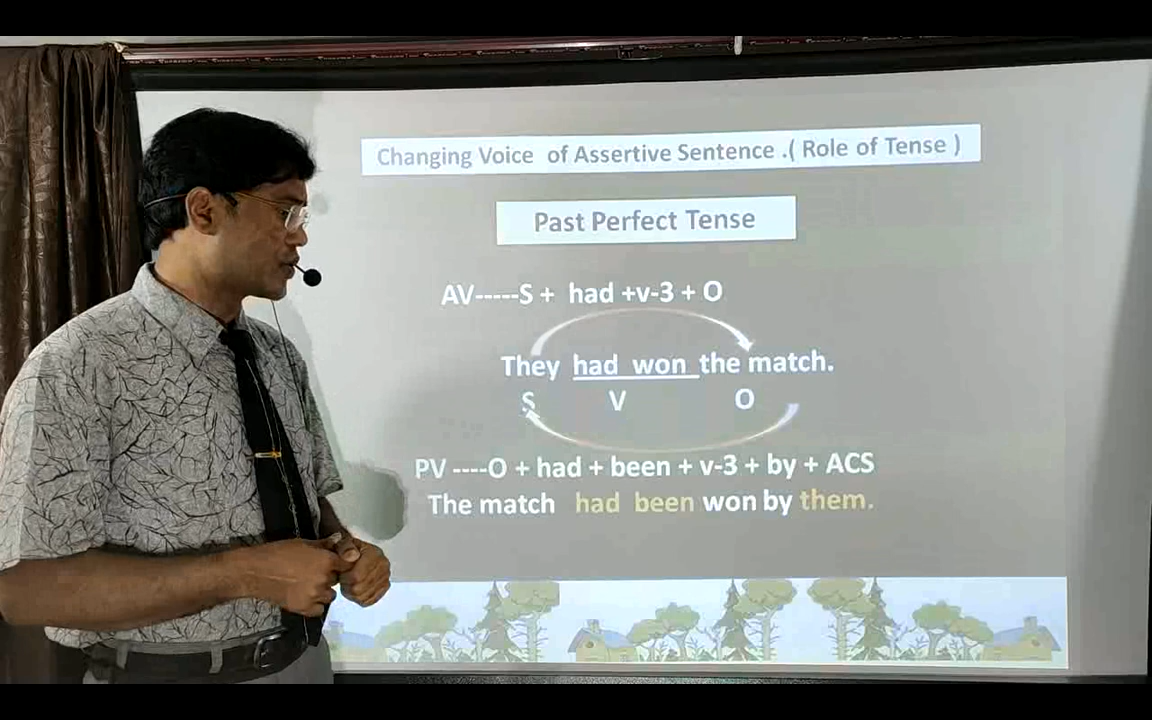 Changing Voice of Assertive Sentence .( Role of Tense )
Past Perfect Tense
AV-----S + had +v-3 + O
They had won the match.
S V O
PV ----O + had + been + v-3 + by + ACS
The match had been won by them.